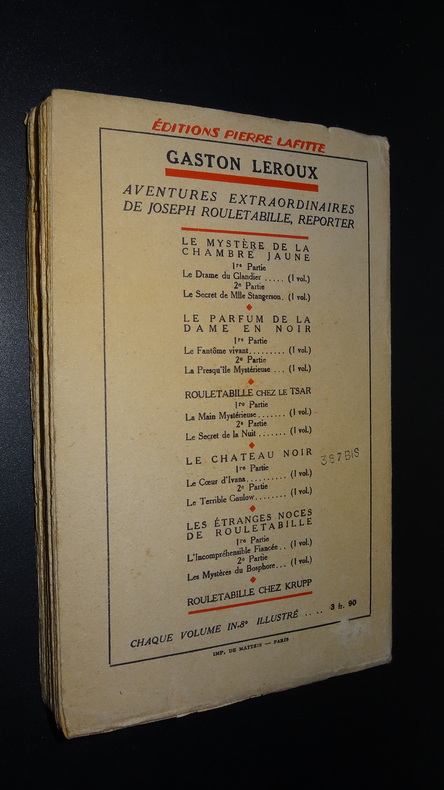 ÉDITIONS PIERRE LAFITTE
GASTON LEROUX
AVENTURES EXTRAORDINAIRES
DE JOSEPH ROULETABILLE, REPORTER
LE MYSTÈRE DE LA
CHAMBRE JAUNE
1re Partie
Le Drame du Glandier ..... (1 vol.)
2e Partie
Le Secret de Mlle Stangerson. (1 vol.)
LE PARFUM DE LA
DAME EN NOIR
1re Partie
Le Fantôme vivant......... (1 vol.)
2e Partie
La Presqu'Ile Mystérieuse ... (1 vol.)
ROULETABILLE CHEZ LE TSAR
1re Partie
La Main Mystérieuse....... (1 vol.)
2e Partie
Le Secret de la Nuit ....... (1 vol.)
LE CHATEAU NOIR
387BIS
1re Partie
Le Cœur d'Ivana.......... (1 vol.)
2e Partie
Le Terrible Gaulow......... (1 vol.)
LES ÉTRANGES NOCES
DE ROULETABILLE
1re Partie
L'Incompréhensible Fiancée.. (1 vol.)
2e Partie
Les Mystères du Bosphore... (1 vol.)
ROULETABILLE CHEZ KRUPP
CHAQUE VOLUME IN-8° ILLUSTRÉ .. .. 3 fr. 90
IMP. DE MATERIS — PARIS